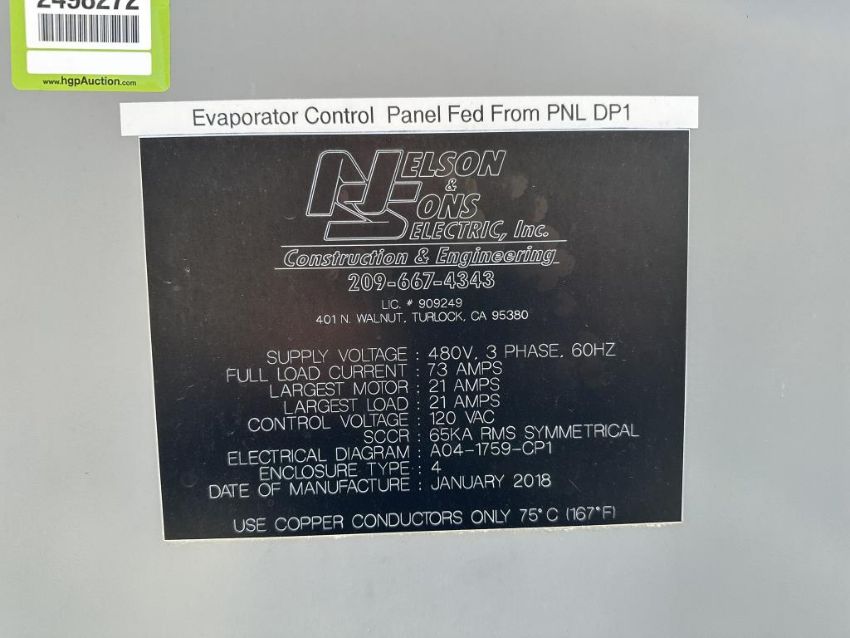 2498272
www.hgpAuction.com
Evaporator Control Panel Fed From PNL DP1
NELSON
&
SONS
ELECTRIC, Inc.
Construction & Engineering
209-667-4343
LIC. # 909249
401 N. WALNUT, TURLOCK, CA 95380
SUPPLY VOLTAGE : 480V, 3 PHASE, 60HZ
FULL LOAD CURRENT : 73 AMPS
LARGEST MOTOR : 21 AMPS
LARGEST LOAD : 21 AMPS
CONTROL VOLTAGE : 120 VAC
SCCR : 65KA RMS SYMMETRICAL
ELECTRICAL DIAGRAM : A04-1759-CP1
ENCLOSURE TYPE : 4
DATE OF MANUFACTURE : JANUARY 2018
USE COPPER CONDUCTORS ONLY 75°C (167°F)